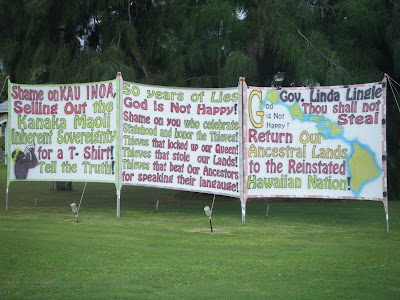 Shame on KAU INOA,
Selling Out the
Kanaka Maoli
Inherent Sovereignty
for a T-Shirt!
Tell the Truth!
50 years of Lies
God is Not Happy!
Shame on you who celebrate
Statehood and honor the Thieves!
Thieves that locked up our Queen!
Thieves that stole our Lands!
Thieves that beat our Ancestors
for speaking their langauge!
Gov. Linda Lingle
Thou shall not
Steal
God
is Not
Happy!
Return Our
Ancestral Lands
to the Reinstated
Hawaiian Nation!